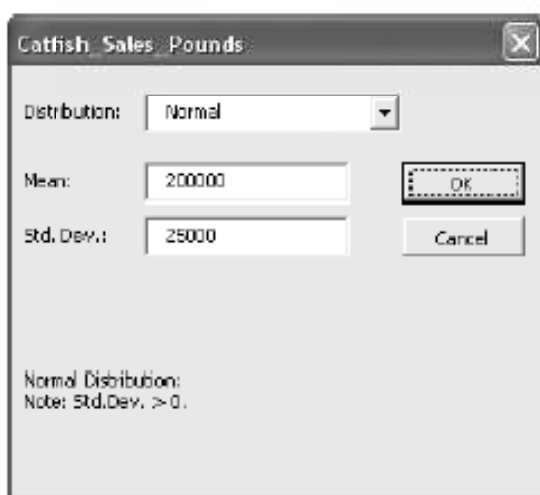 Catfish_Sales_Pounds
Distribution: Normal
Mean: 200000 OK
Std. Dev.: 25000 Cancel
Normal Distribution:
Note: Std.Dev. > 0.